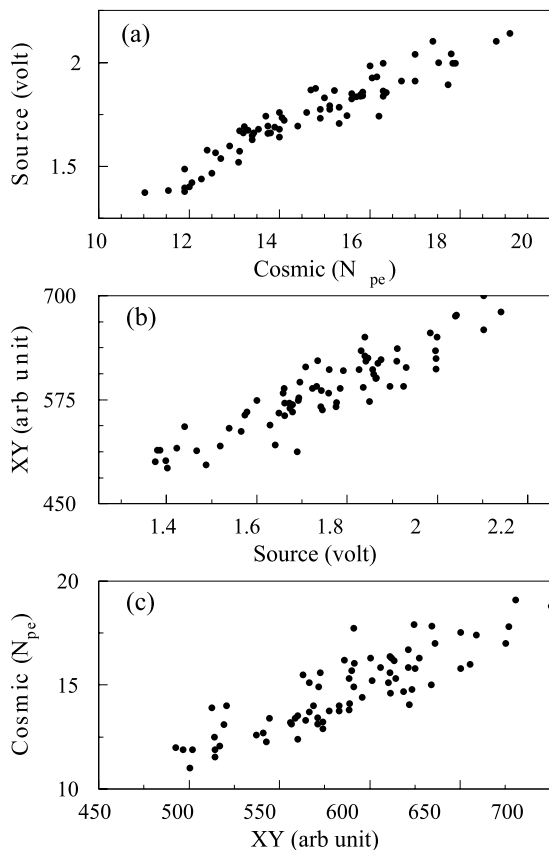 (a)
Source (volt)
2
1.5
10 12 14 16 18 20
Cosmic (N pe)
(b)
XY (arb unit)
700
575
450
1.4 1.6 1.8 2 2.2
Source (volt)
(c)
Cosmic (Npe)
20
15
10
450 500 550 600 650 700
XY (arb unit)